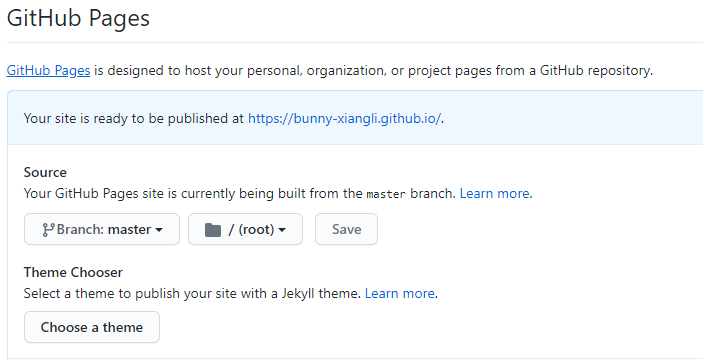 GitHub Pages
GitHub Pages is designed to host your personal, organization, or project pages from a GitHub repository.
Your site is ready to be published at https://bunny-xiangli.github.io/.
Source
Your GitHub Pages site is currently being built from the master branch. Learn more.
Branch: master / (root) Save
Theme Chooser
Select a theme to publish your site with a Jekyll theme. Learn more.
Choose a theme